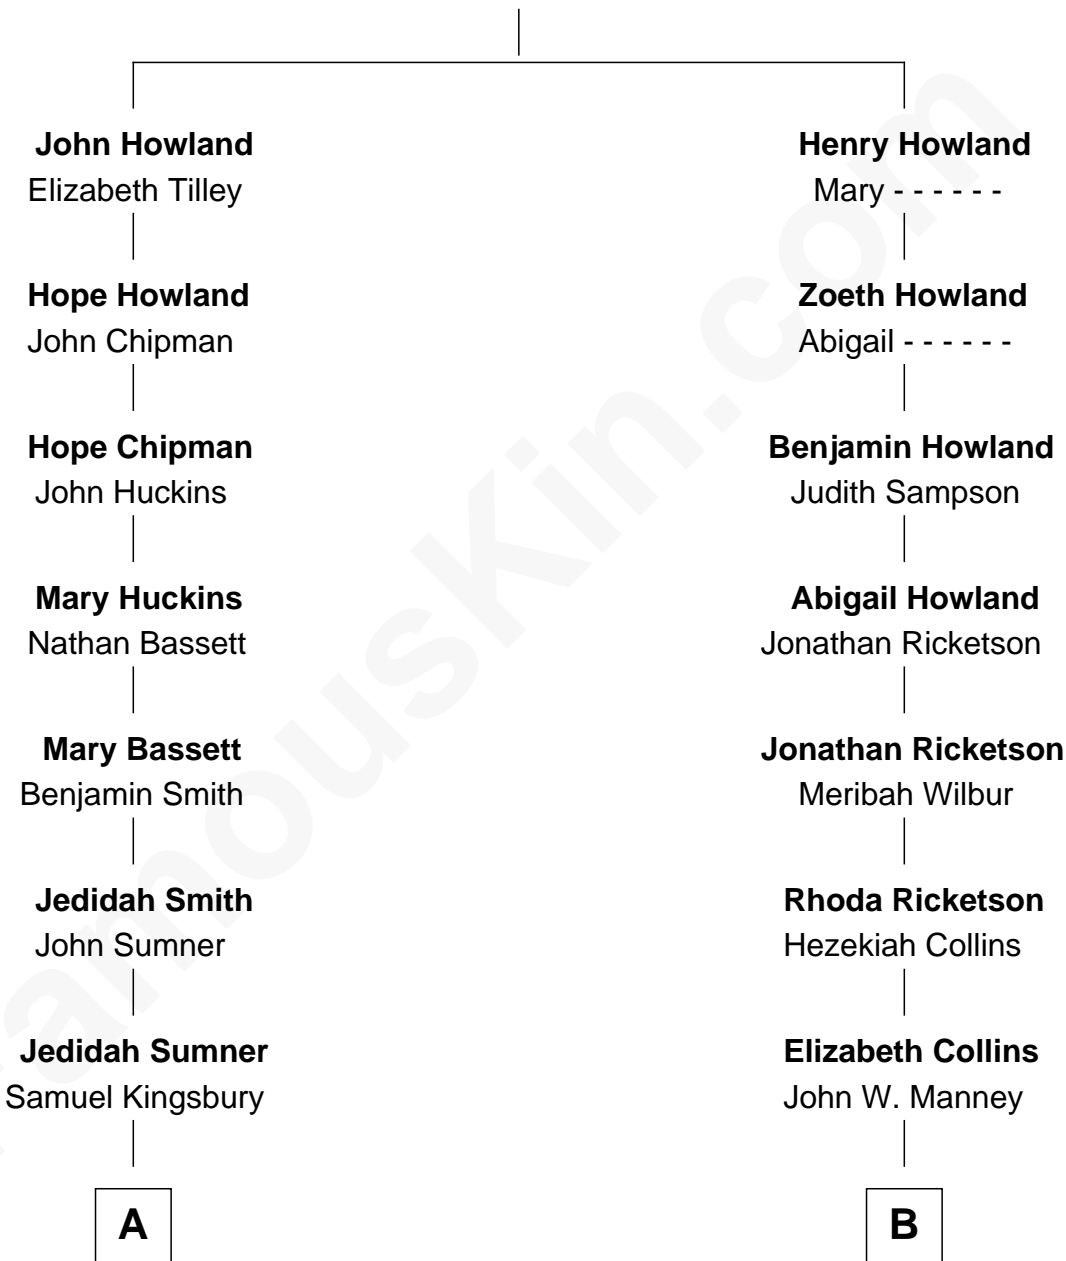 John Howland
Elizabeth Tilley
Hope Howland
John Chipman
Hope Chipman
John Huckins
Mary Huckins
Nathan Bassett
Mary Bassett
Benjamin Smith
Jedidah Smith
John Sumner
Jedidah Sumner
Samuel Kingsbury
A
Henry Howland
Mary - - - - - -
Zoeth Howland
Abigail - - - - - -
Benjamin Howland
Judith Sampson
Abigail Howland
Jonathan Ricketson
Jonathan Ricketson
Meribah Wilbur
Rhoda Ricketson
Hezekiah Collins
Elizabeth Collins
John W. Manney
B
FamousKin.com